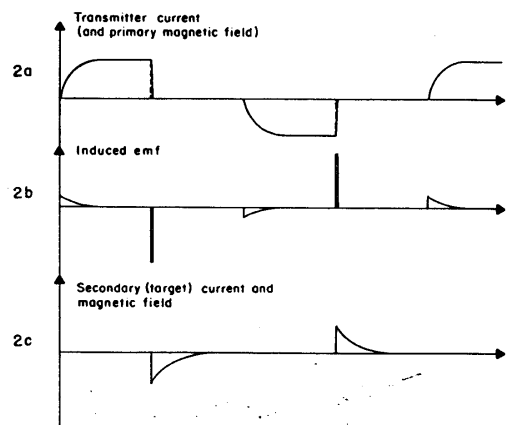 Transmitter current
(and primary magnetic field)
2a
Induced emf
2b
Secondary (target) current and
magnetic field
2c